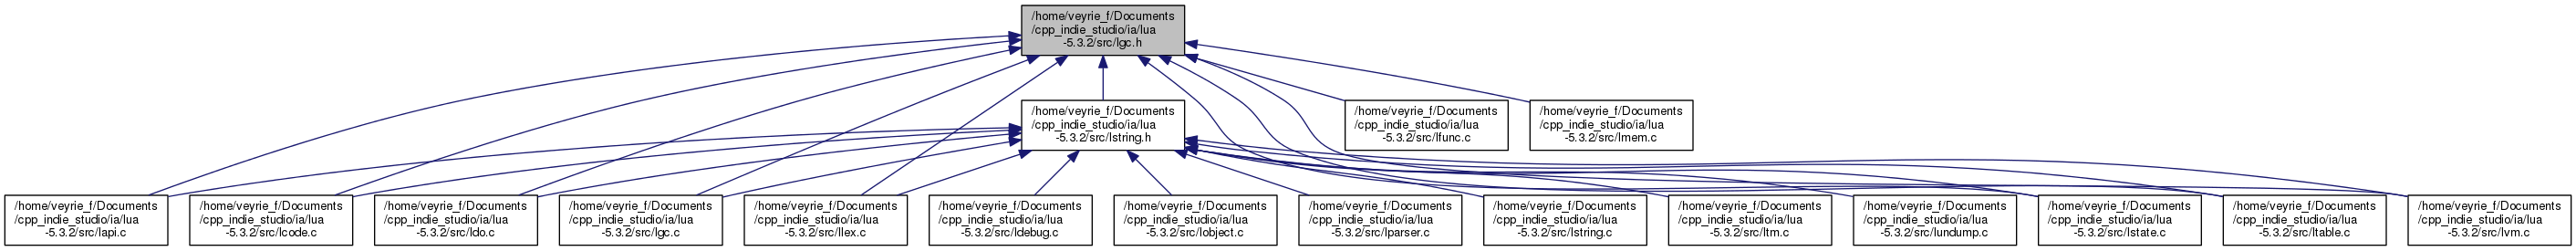 /home/veyrie_f/Documents
/cpp_indie_studio/ia/lua
-5.3.2/src/lgc.h
/home/veyrie_f/Documents
/cpp_indie_studio/ia/lua
-5.3.2/src/lstring.h
/home/veyrie_f/Documents
/cpp_indie_studio/ia/lua
-5.3.2/src/lfunc.c
/home/veyrie_f/Documents
/cpp_indie_studio/ia/lua
-5.3.2/src/lmem.c
/home/veyrie_f/Documents
/cpp_indie_studio/ia/lua
-5.3.2/src/lapi.c
/home/veyrie_f/Documents
/cpp_indie_studio/ia/lua
-5.3.2/src/lcode.c
/home/veyrie_f/Documents
/cpp_indie_studio/ia/lua
-5.3.2/src/ldo.c
/home/veyrie_f/Documents
/cpp_indie_studio/ia/lua
-5.3.2/src/lgc.c
/home/veyrie_f/Documents
/cpp_indie_studio/ia/lua
-5.3.2/src/llex.c
/home/veyrie_f/Documents
/cpp_indie_studio/ia/lua
-5.3.2/src/ldebug.c
/home/veyrie_f/Documents
/cpp_indie_studio/ia/lua
-5.3.2/src/lobject.c
/home/veyrie_f/Documents
/cpp_indie_studio/ia/lua
-5.3.2/src/lparser.c
/home/veyrie_f/Documents
/cpp_indie_studio/ia/lua
-5.3.2/src/lstring.c
/home/veyrie_f/Documents
/cpp_indie_studio/ia/lua
-5.3.2/src/ltm.c
/home/veyrie_f/Documents
/cpp_indie_studio/ia/lua
-5.3.2/src/lundump.c
/home/veyrie_f/Documents
/cpp_indie_studio/ia/lua
-5.3.2/src/lstate.c
/home/veyrie_f/Documents
/cpp_indie_studio/ia/lua
-5.3.2/src/ltable.c
/home/veyrie_f/Documents
/cpp_indie_studio/ia/lua
-5.3.2/src/lvm.c